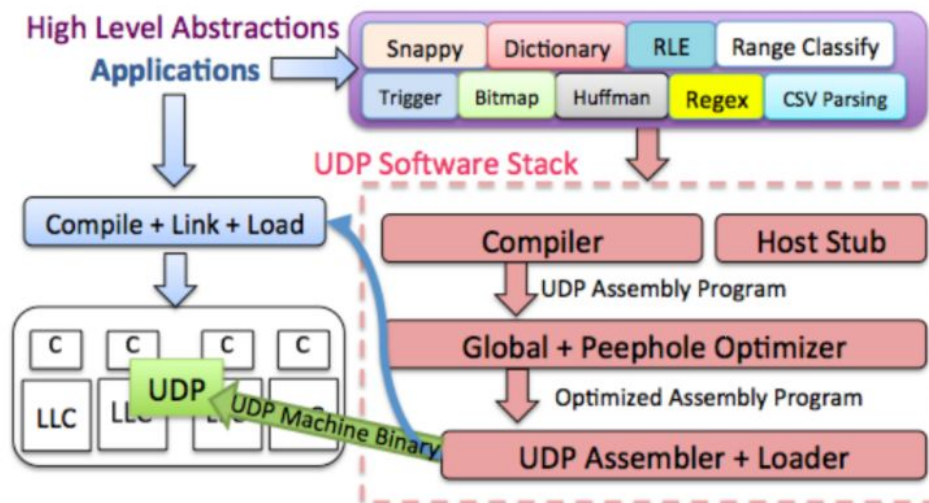 High Level Abstractions
Applications
Snappy
Dictionary
RLE
Range Classify
Trigger
Bitmap
Huffman
Regex
CSV Parsing
UDP Software Stack
Compile + Link + Load
Compiler
Host Stub
UDP Assembly Program
Global + Peephole Optimizer
Optimized Assembly Program
UDP Assembler + Loader
C
C
C
C
UDP
LLC
LLC
UDP Machine Binary